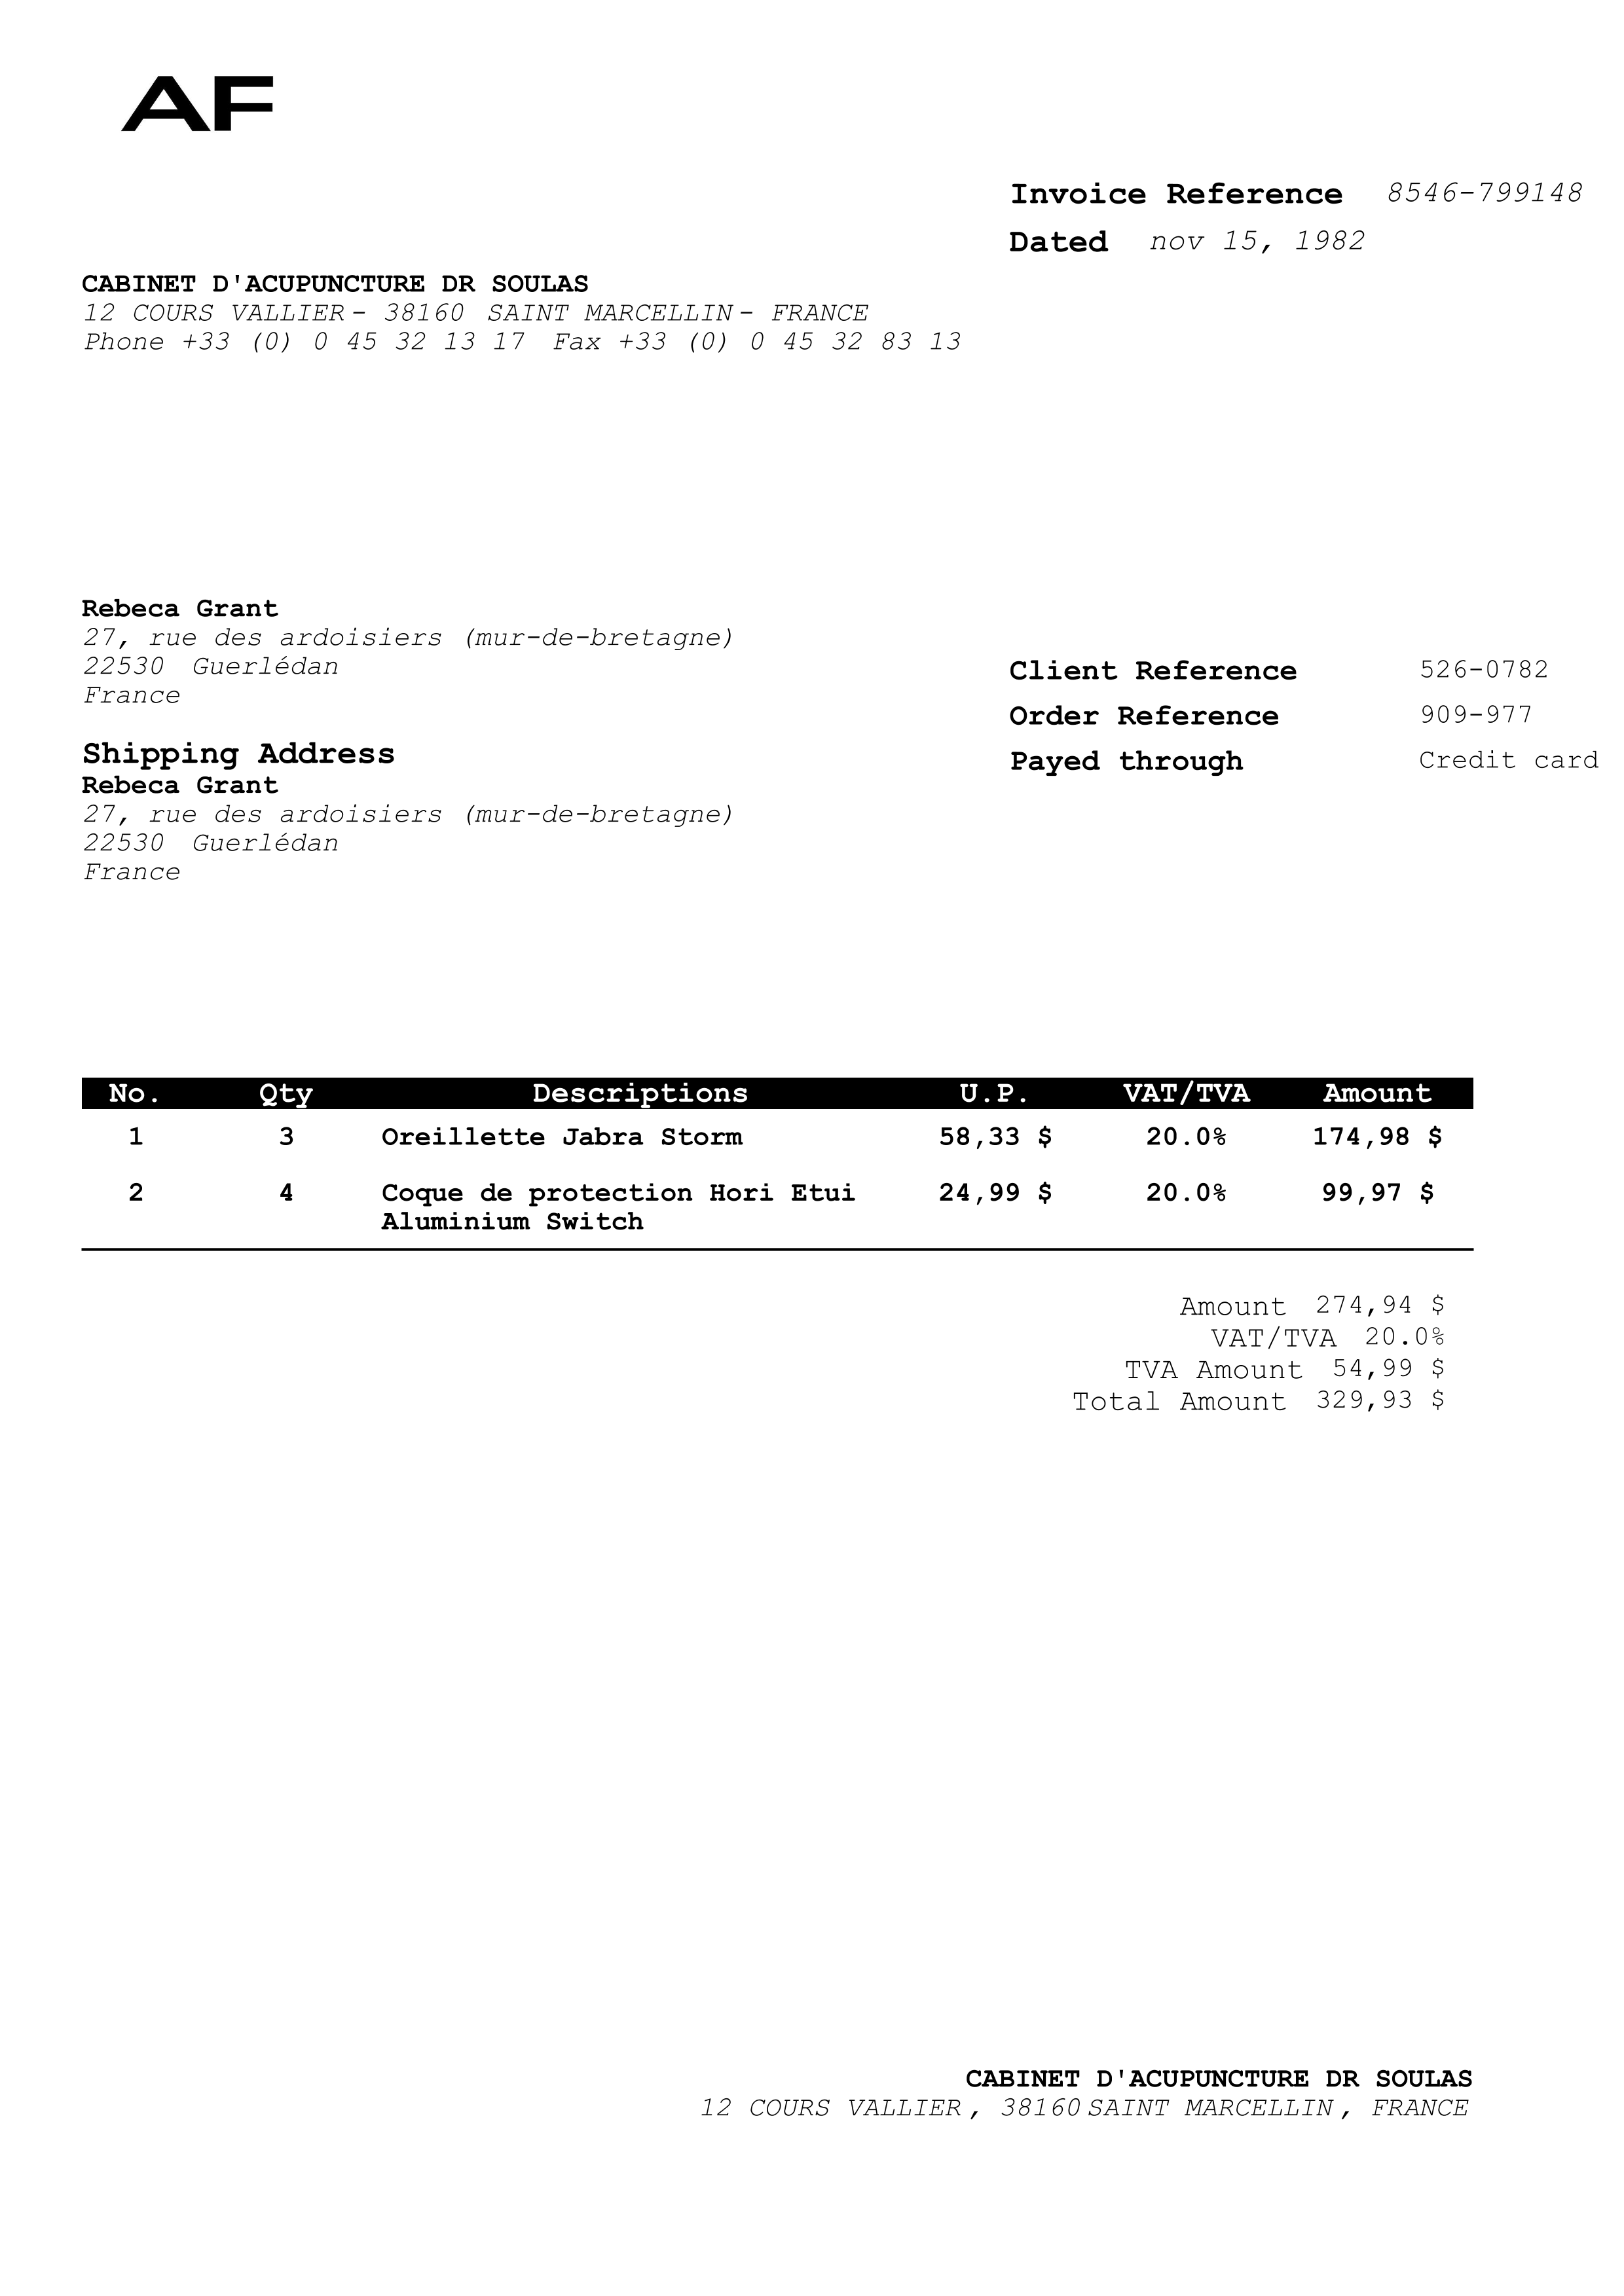 AF
Invoice Reference 8546-799148
Dated nov 15, 1982
CABINET D'ACUPUNCTURE DR SOULAS
12 COURS VALLIER - 38160 SAINT MARCELLIN - FRANCE
Phone +33 (0) 0 45 32 13 17 Fax +33 (0) 0 45 32 83 13
Rebeca Grant
27, rue des ardoisiers (mur-de-bretagne)
22530 Guerlédan
France
Client Reference 526-0782
Order Reference 909-977
Payed through Credit card
Shipping Address
Rebeca Grant
27, rue des ardoisiers (mur-de-bretagne)
22530 Guerlédan
France
No. Qty Descriptions U.P. VAT/TVA Amount
1 3 Oreillette Jabra Storm 58,33 $ 20.0% 174,98 $
2 4 Coque de protection Hori Etui 24,99 $ 20.0% 99,97 $
Aluminium Switch
Amount 274,94 $
VAT/TVA 20.0%
TVA Amount 54,99 $
Total Amount 329,93 $
CABINET D'ACUPUNCTURE DR SOULAS
12 COURS VALLIER , 38160 SAINT MARCELLIN , FRANCE